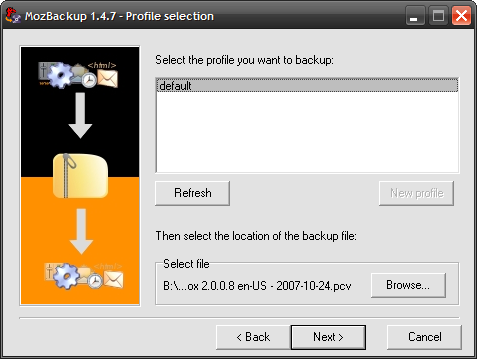 MozBackup 1.4.7 - Profile selection
<html>
Select the profile you want to backup:
default
Refresh
New profile
Then select the location of the backup file:
Select file
B:\...ox 2.0.0.8 en-US - 2007-10-24.pcv
Browse...
< Back
Next >
Cancel